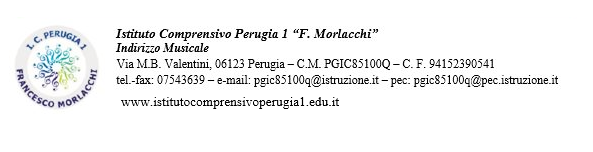 I. C. PERUGIA 1
FRANCESCO MORLACCHI
Istituto Comprensivo Perugia 1 “F. Morlacchi”
Indirizzo Musicale
Via M.B. Valentini, 06123 Perugia – C.M. PGIC85100Q – C. F. 94152390541
tel.-fax: 07543639 – e-mail: pgic85100q@istruzione.it – pec: pgic85100q@pec.istruzione.it
www.istitutocomprensivoperugia1.edu.it